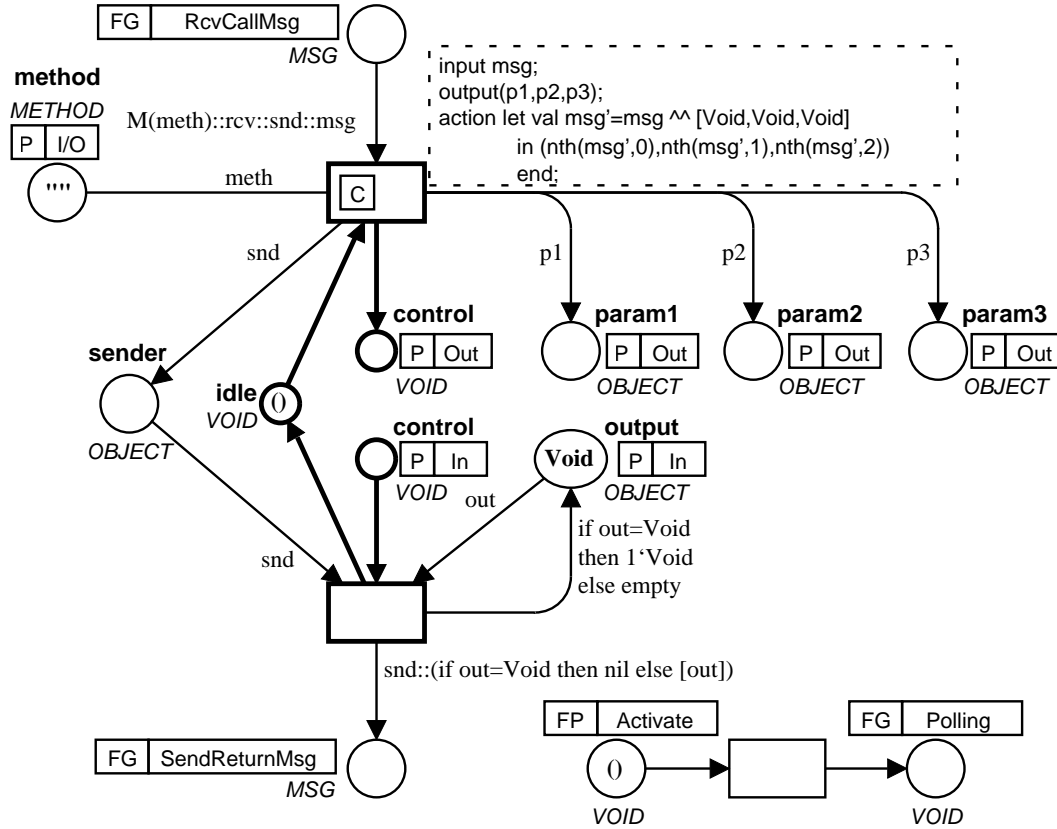 FG RcvCallMsg
MSG
input msg;
output(p1,p2,p3);
action let val msg'=msg ^^ [Void,Void,Void]
in (nth(msg',0),nth(msg',1),nth(msg',2))
end;
method
METHOD
P I/O
""
M(meth)::rcv::snd::msg
meth
C
snd
p1
p2
p3
control
P Out
VOID
param1
P Out
OBJECT
param2
P Out
OBJECT
param3
P Out
OBJECT
sender
OBJECT
idle
VOID
()
control
P In
VOID
Void
output
P In
OBJECT
out
snd
if out=Void
then 1‘Void
else empty
snd::(if out=Void then nil else [out])
FG SendReturnMsg
MSG
FP Activate
()
VOID
FG Polling
VOID